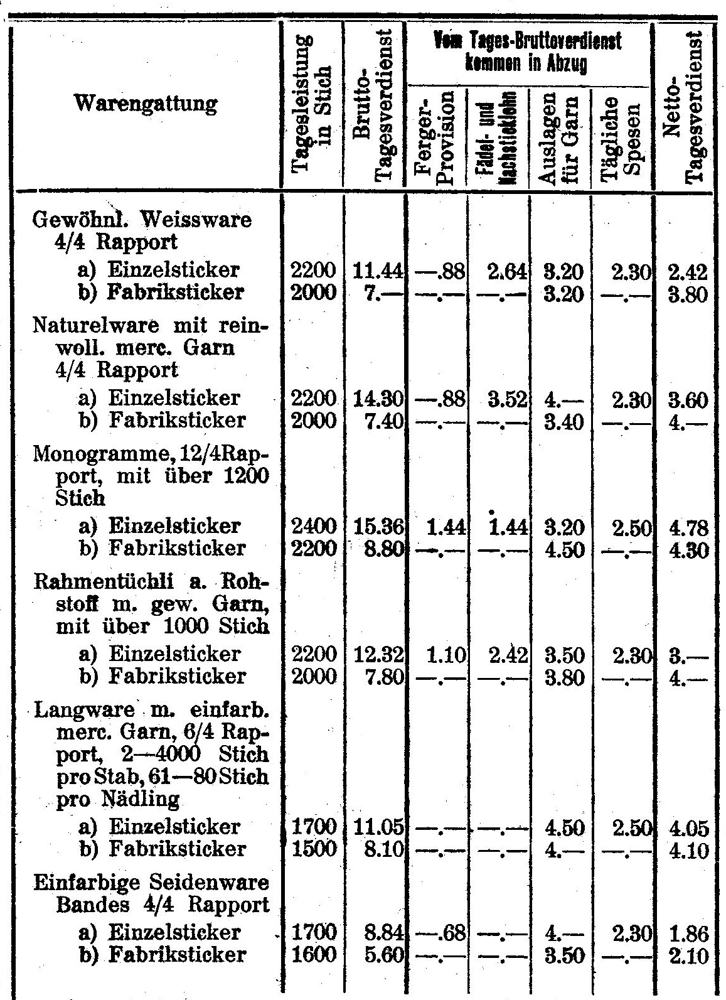 Warengattung
Tagesleistung in Stich
Brutto-Tagesverdienst
Vom Tages-Bruttoverdienst
kommen in Abzug
Ferger-Provision
Fädel- und Nachsticklohn
Auslagen für Garn
Tägliche Spesen
Netto-Tagesverdienst
Gewöhnl. Weissware
4/4 Rapport
a) Einzelsticker 2200 11.44 —.88 2.64 3.20 2.30 2.42
b) Fabriksticker 2000 7.— —.— —.— 3.20 —.— 3.80
Naturelware mit rein-
woll. merc. Garn
4/4 Rapport
a) Einzelsticker 2200 14.30 —.88 3.52 4.— 2.30 3.60
b) Fabriksticker 2000 7.40 —.— —.— 3.40 —.— 4.—
Monogramme, 12/4 Rap-
port, mit über 1200
Stich
a) Einzelsticker 2400 15.36 1.44 1.44 3.20 2.50 4.78
b) Fabriksticker 2200 8.80 —.— —.— 4.50 —.— 4.30
Rahmentüchli a. Roh-
stoff m. gew. Garn,
mit über 1000 Stich
a) Einzelsticker 2200 12.32 1.10 2.42 3.50 2.30 3.—
b) Fabriksticker 2000 7.80 —.— —.— 3.80 —.— 4.—
Langware m. einfarb.
merc. Garn, 6/4 Rap-
port, 2—4000 Stich
pro Stab, 61—80 Stich
pro Nädling
a) Einzelsticker 1700 11.05 —.— —.— 4.50 2.50 4.05
b) Fabriksticker 1500 8.10 —.— —.— 4.— —.— 4.10
Einfarbige Seidenware
Bandes 4/4 Rapport
a) Einzelsticker 1700 8.84 —.68 —.— 4.— 2.30 1.86
b) Fabriksticker 1600 5.60 —.— —.— 3.50 —.— 2.10